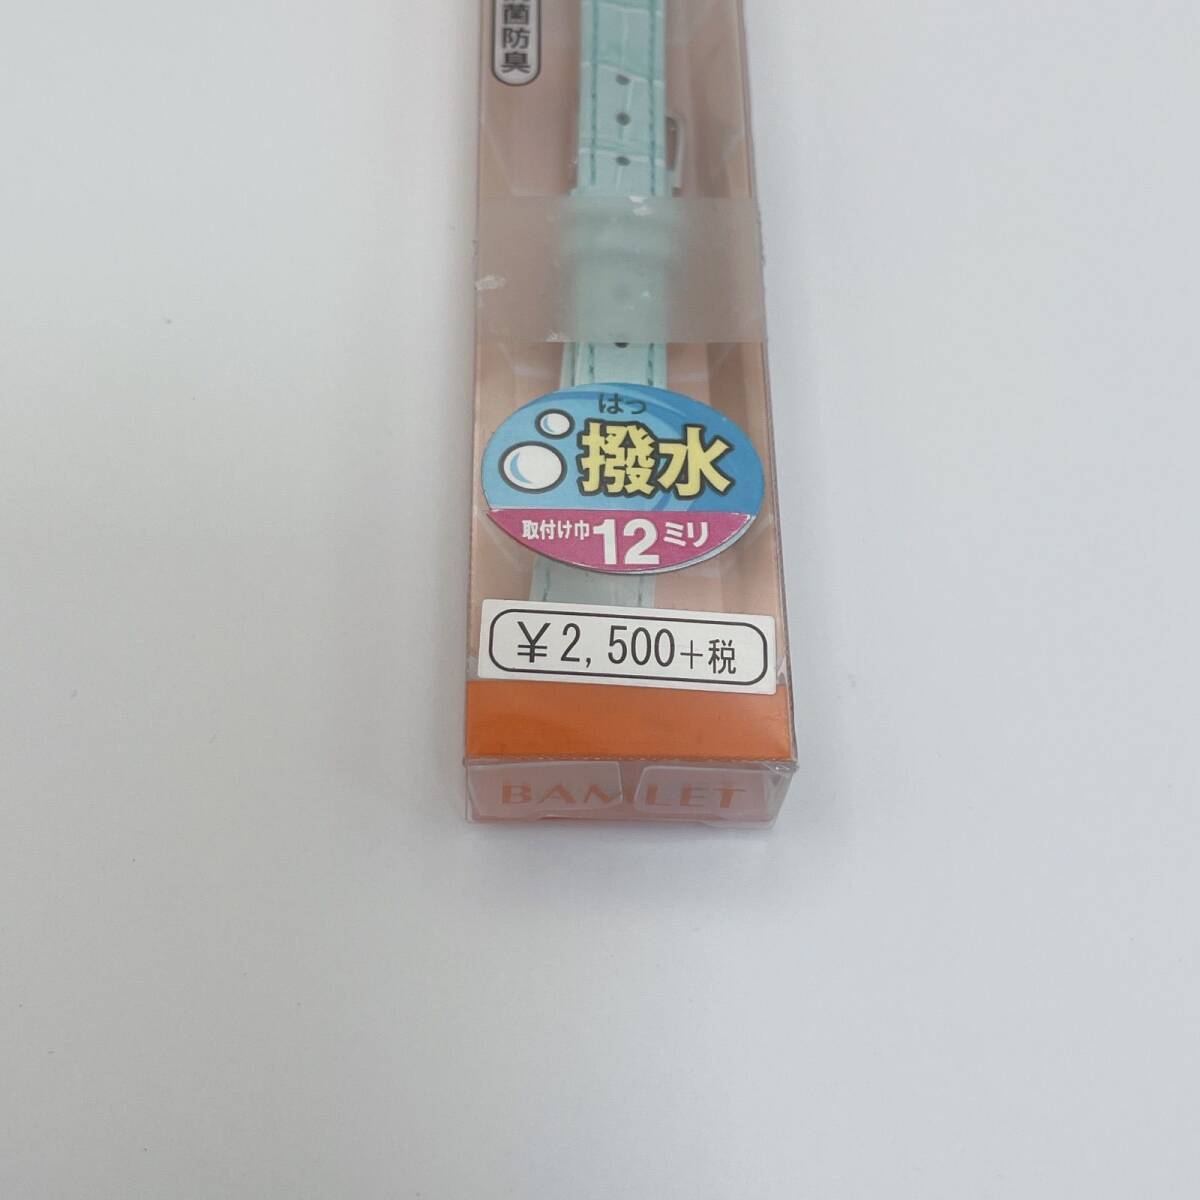 菌防臭
はっ
撥水
取付け巾12ミリ
¥2,500+税
BAMLET